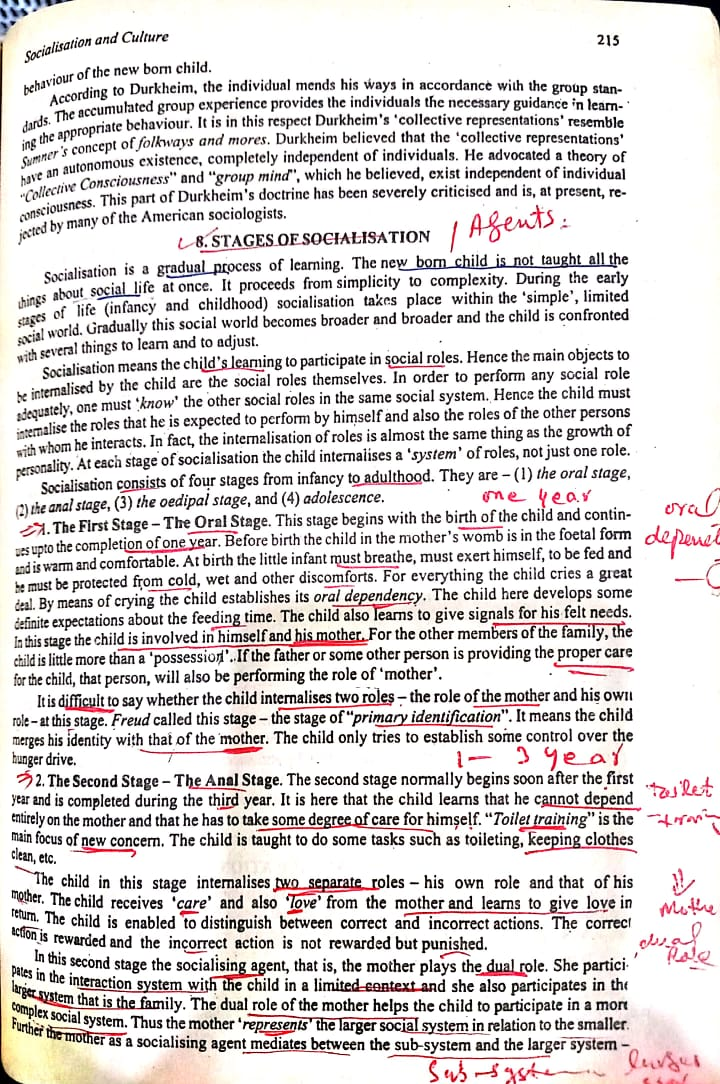 Socialisation and Culture 215
behaviour of the new born child.
According to Durkheim, the individual mends his ways in accordance with the group stan-
dards. The accumulated group experience provides the individuals the necessary guidance in learn-
ing the appropriate behaviour. It is in this respect Durkheim's 'collective representations' resemble
Sumner's concept of folkways and mores. Durkheim believed that the 'collective representations'
have an autonomous existence, completely independent of individuals. He advocated a theory of
"Collective Consciousness" and "group mind", which he believed, exist independent of individual
consciousness. This part of Durkheim's doctrine has been severely criticised and is, at present, re-
jected by many of the American sociologists.
8. STAGES OF SOCIALISATION / Agents:
Socialisation is a gradual process of learning. The new born child is not taught all the
things about social life at once. It proceeds from simplicity to complexity. During the early
stages of life (infancy and childhood) socialisation takes place within the 'simple', limited
social world. Gradually this social world becomes broader and broader and the child is confronted
with several things to learn and to adjust.
Socialisation means the child's learning to participate in social roles. Hence the main objects to
be internalised by the child are the social roles themselves. In order to perform any social role
adequately, one must 'know' the other social roles in the same social system. Hence the child must
internalise the roles that he is expected to perform by himself and also the roles of the other persons
with whom he interacts. In fact, the internalisation of roles is almost the same thing as the growth of
personality. At each stage of socialisation the child internalises a 'system' of roles, not just one role.
Socialisation consists of four stages from infancy to adulthood. They are – (1) the oral stage,
(2) the anal stage, (3) the oedipal stage, and (4) adolescence.
one year
1. The First Stage – The Oral Stage. This stage begins with the birth of the child and contin-
oral
ues upto the completion of one year. Before birth the child in the mother's womb is in the foetal form
and is warm and comfortable. At birth the little infant must breathe, must exert himself, to be fed and
he must be protected from cold, wet and other discomforts. For everything the child cries a great
deal. By means of crying the child establishes its oral dependency. The child here develops some
definite expectations about the feeding time. The child also learns to give signals for his felt needs.
In this stage the child is involved in himself and his mother. For the other members of the family, the
child is little more than a 'possession'. If the father or some other person is providing the proper care
for the child, that person, will also be performing the role of 'mother'.
It is difficult to say whether the child internalises two roles – the role of the mother and his own
role – at this stage. Freud called this stage – the stage of "primary identification". It means the child
merges his identity with that of the mother. The child only tries to establish some control over the
hunger drive.
1 – 3 year
2. The Second Stage – The Anal Stage. The second stage normally begins soon after the first
year and is completed during the third year. It is here that the child learns that he cannot depend
entirely on the mother and that he has to take some degree of care for himself. "Toilet training" is the
toilet
main focus of new concern. The child is taught to do some tasks such as toileting, keeping clothes
clean, etc.
The child in this stage internalises two separate roles – his own role and that of his
mother. The child receives 'care' and also 'love' from the mother and learns to give love in
return. The child is enabled to distinguish between correct and incorrect actions. The correct
action is rewarded and the incorrect action is not rewarded but punished.
dual
Role
In this second stage the socialising agent, that is, the mother plays the dual role. She partici-
pates in the interaction system with the child in a limited context and she also participates in the
larger system that is the family. The dual role of the mother helps the child to participate in a more
complex social system. Thus the mother 'represents' the larger social system in relation to the smaller.
Further the mother as a socialising agent mediates between the sub-system and the larger system –
Sub-system